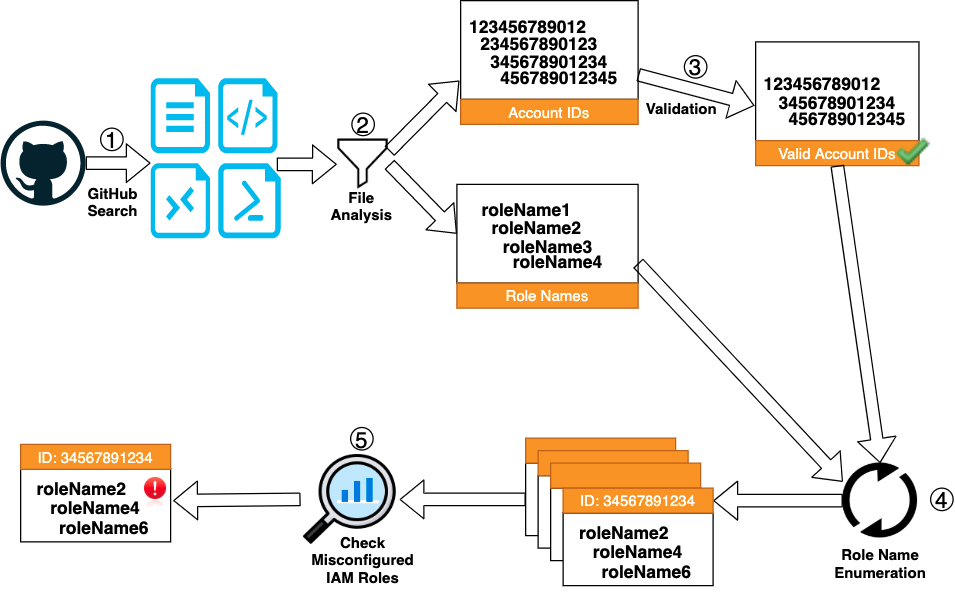 ①
GitHub
Search
②
File
Analysis
123456789012
234567890123
345678901234
456789012345
Account IDs
③
Validation
123456789012
345678901234
456789012345
Valid Account IDs
roleName1
roleName2
roleName3
roleName4
Role Names
④
Role Name
Enumeration
ID: 34567891234
roleName2
roleName4
roleName6
⑤
Check
Misconfigured
IAM Roles
ID: 34567891234
roleName2
roleName4
roleName6